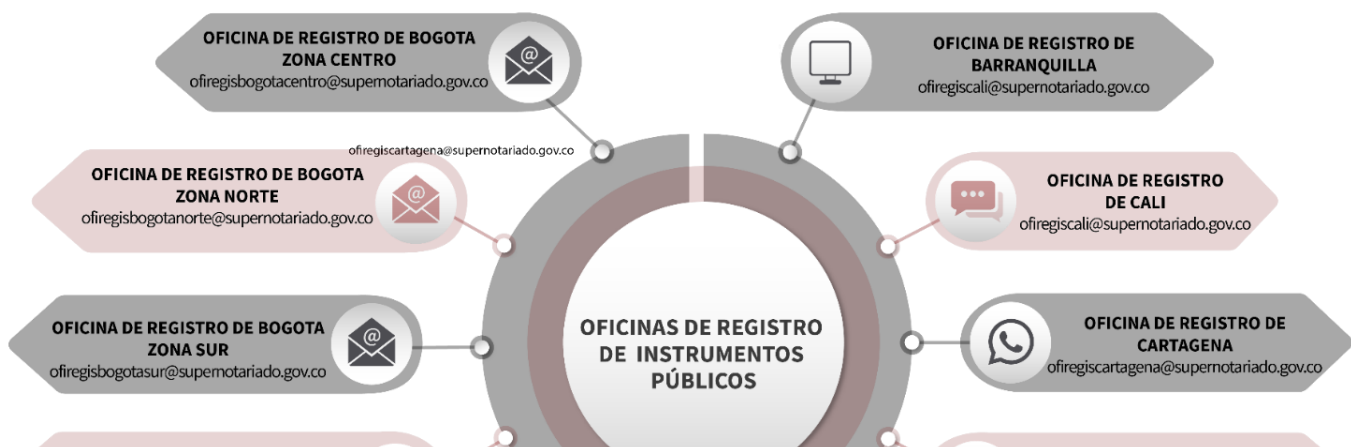 OFICINA DE REGISTRO DE BOGOTA
ZONA CENTRO
ofiregisbogotacentro@supernotariado.gov.co
OFICINA DE REGISTRO DE
BARRANQUILLA
ofiregiscali@supernotariado.gov.co
ofiregiscartagena@supernotariado.gov.co
OFICINA DE REGISTRO DE BOGOTA
ZONA NORTE
ofiregisbogotanorte@supernotariado.gov.co
OFICINA DE REGISTRO
DE CALI
ofiregiscali@supernotariado.gov.co
OFICINA DE REGISTRO DE BOGOTA
ZONA SUR
ofiregisbogotasur@supernotariado.gov.co
OFICINAS DE REGISTRO
DE INSTRUMENTOS
PÚBLICOS
OFICINA DE REGISTRO DE
CARTAGENA
ofiregiscartagena@supernotariado.gov.co